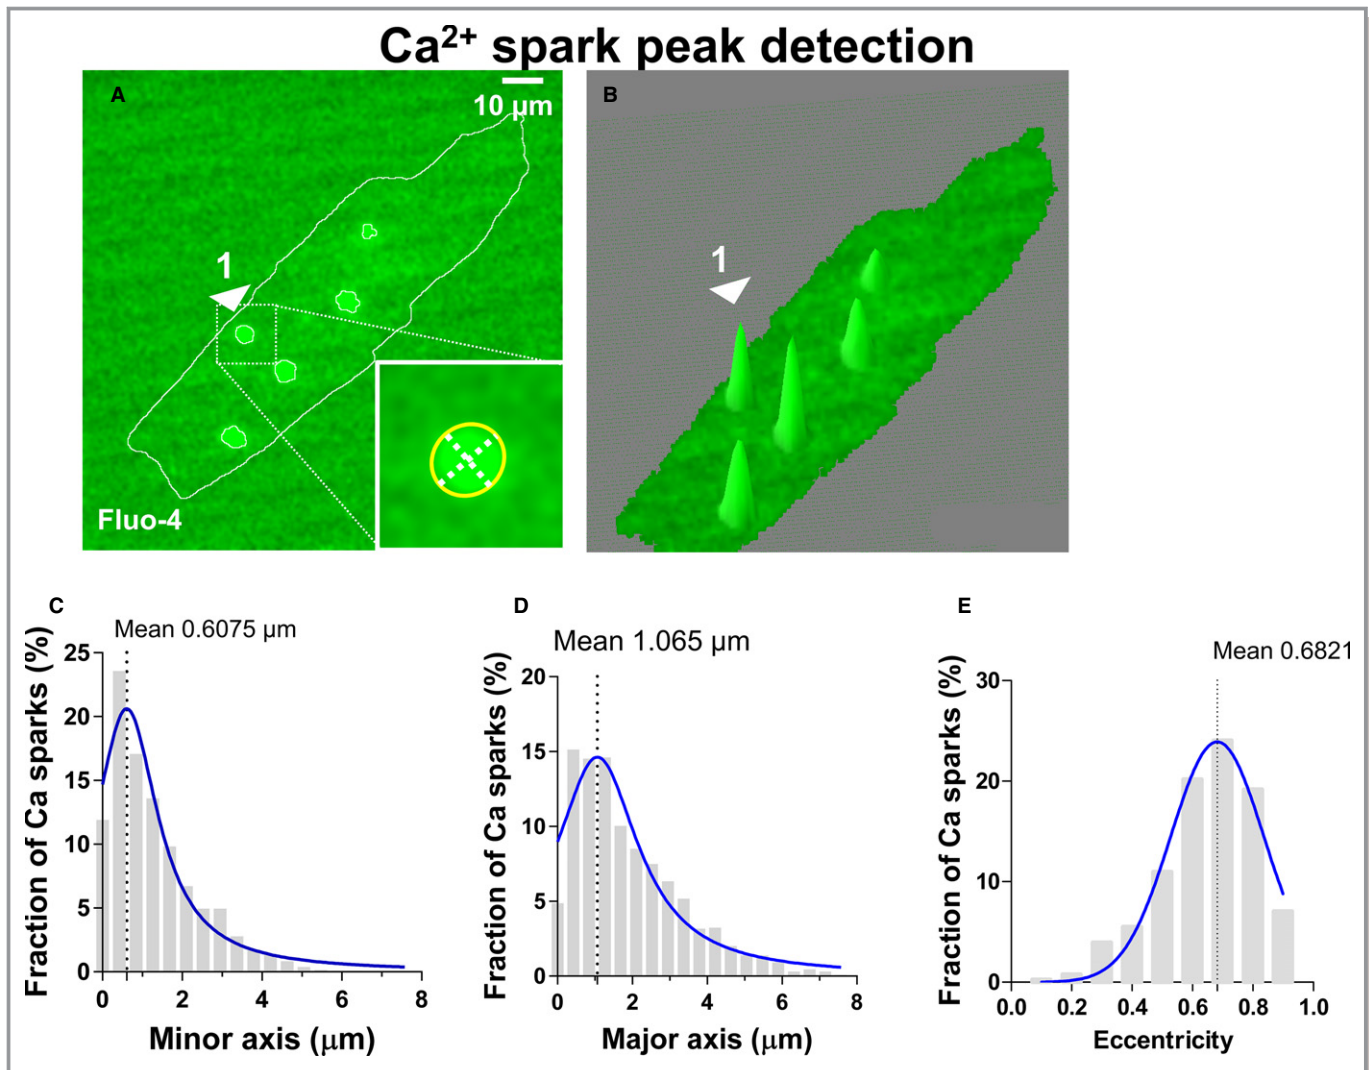 Ca²⁺ spark peak detection
A
10 µm
1
Fluo-4
B
1
C
Mean 0.6075 µm
Fraction of Ca sparks (%)
25
20
15
10
5
0
0 2 4 6 8
Minor axis (µm)
D
Mean 1.065 µm
Fraction of Ca sparks (%)
20
15
10
5
0
0 2 4 6 8
Major axis (µm)
E
Mean 0.6821
Fraction of Ca sparks (%)
30
20
10
0
0.0 0.2 0.4 0.6 0.8 1.0
Eccentricity